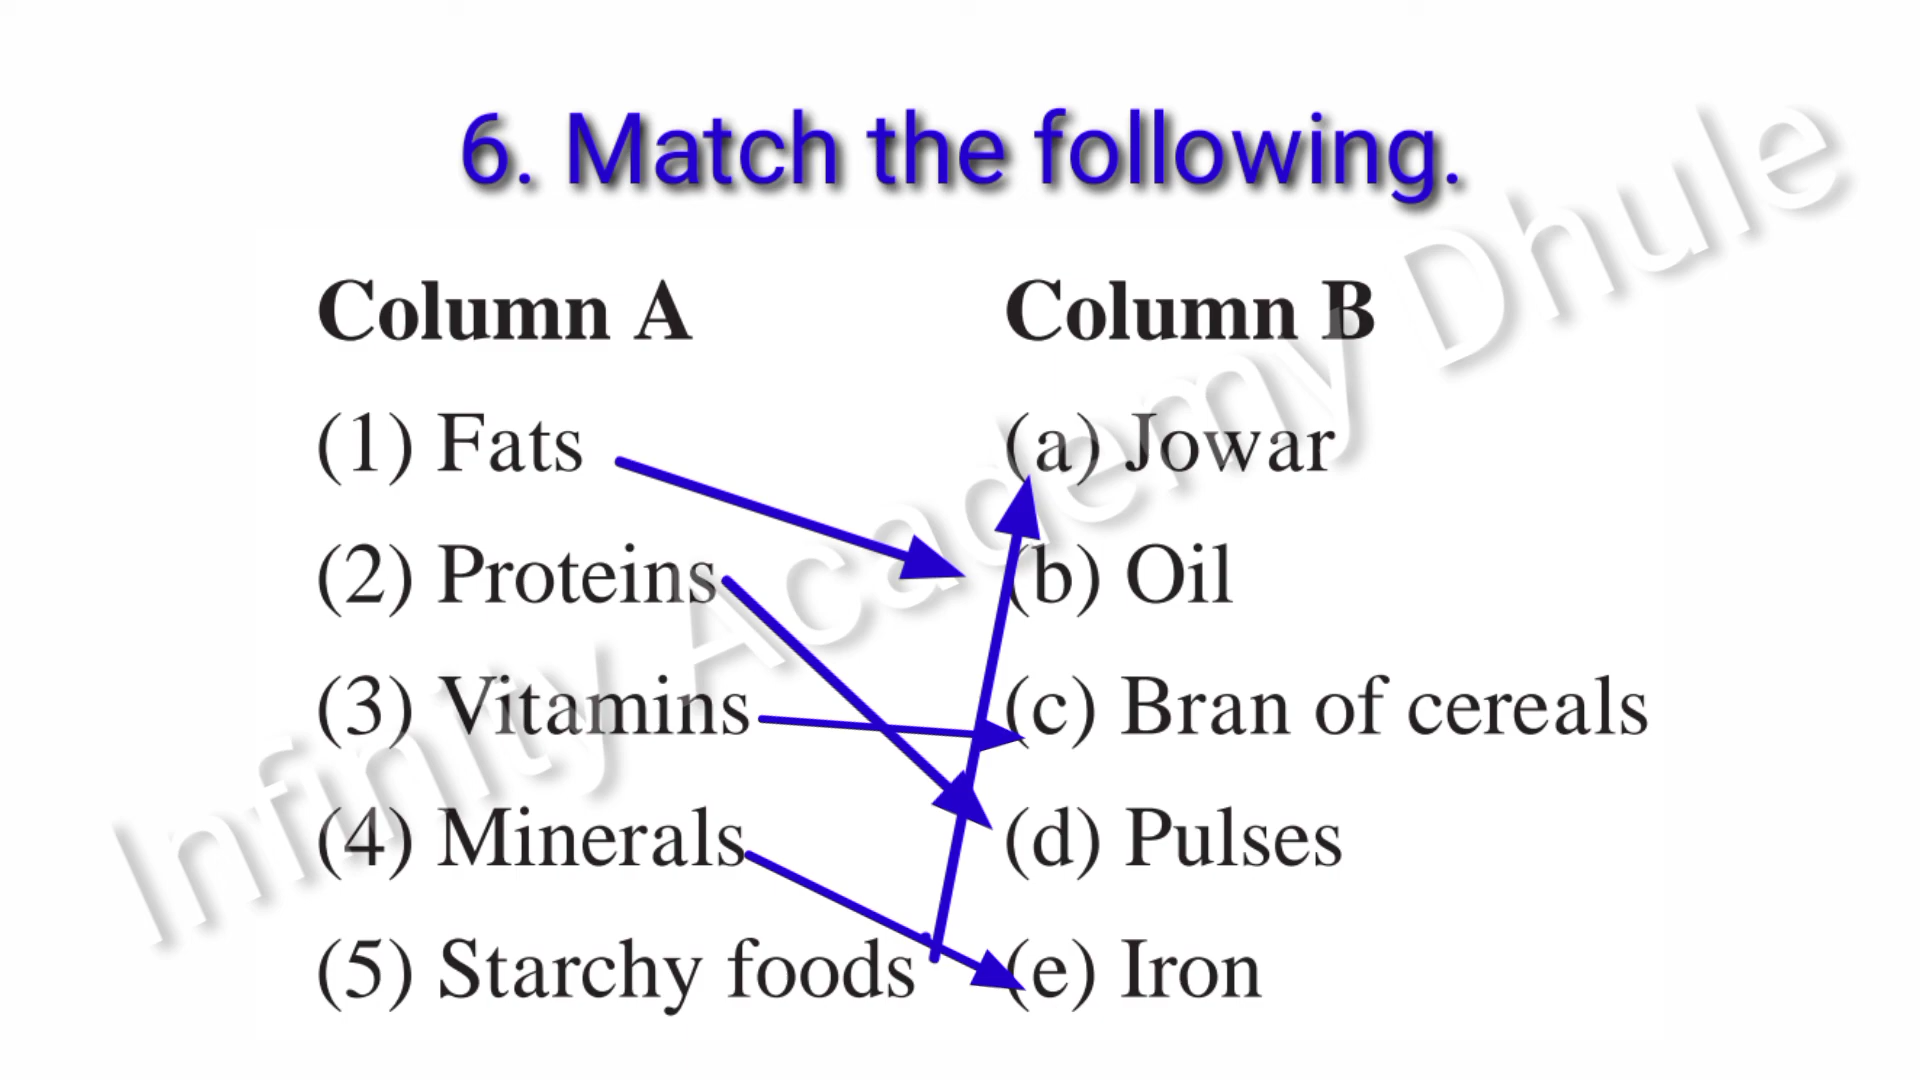 6. Match the following.
Column A Column B
(1) Fats (a) Jowar
(2) Proteins (b) Oil
(3) Vitamins (c) Bran of cereals
(4) Minerals (d) Pulses
(5) Starchy foods (e) Iron
Infinity Academy Dhule